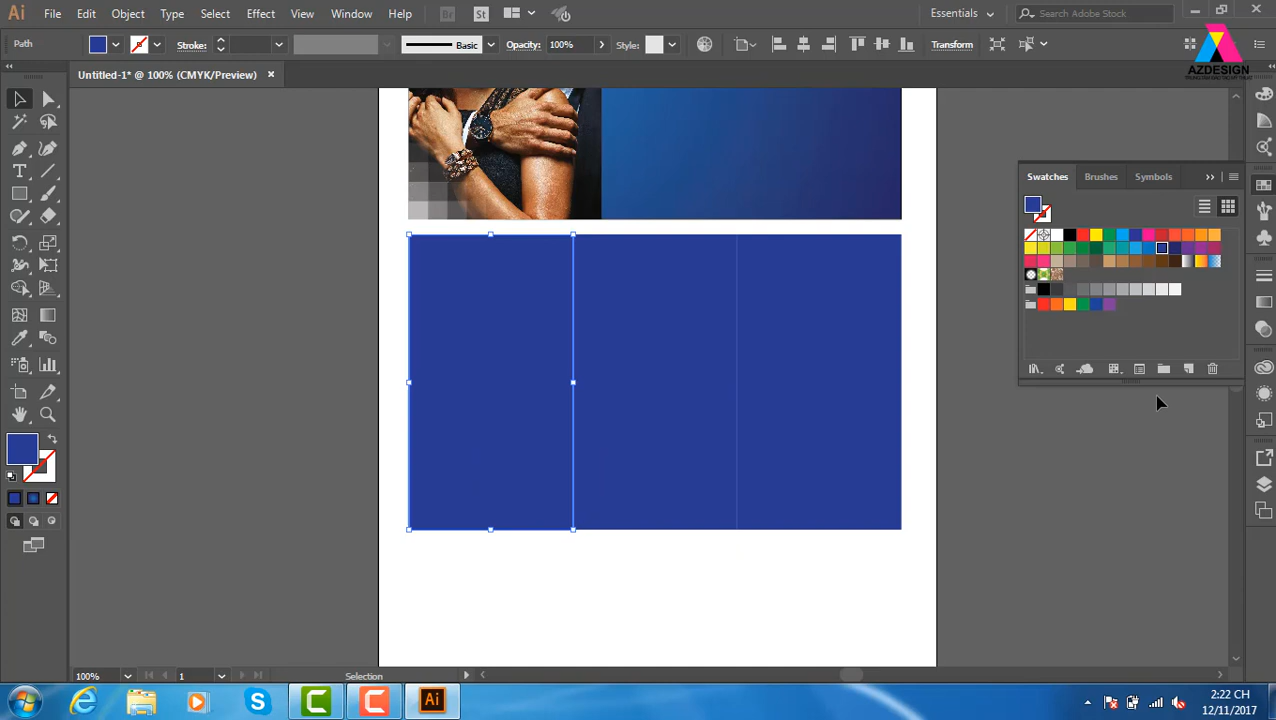 Ai File Edit Object Type Select Effect View Window Help Br St Essentials Search Adobe Stock
Path Stroke: Basic Opacity: 100% Style: Transform
AZDESIGN
Untitled-1* @ 100% (CMYK/Preview)
Swatches Brushes Symbols
100% 1 Selection
Ai
2:22 CH
12/11/2017